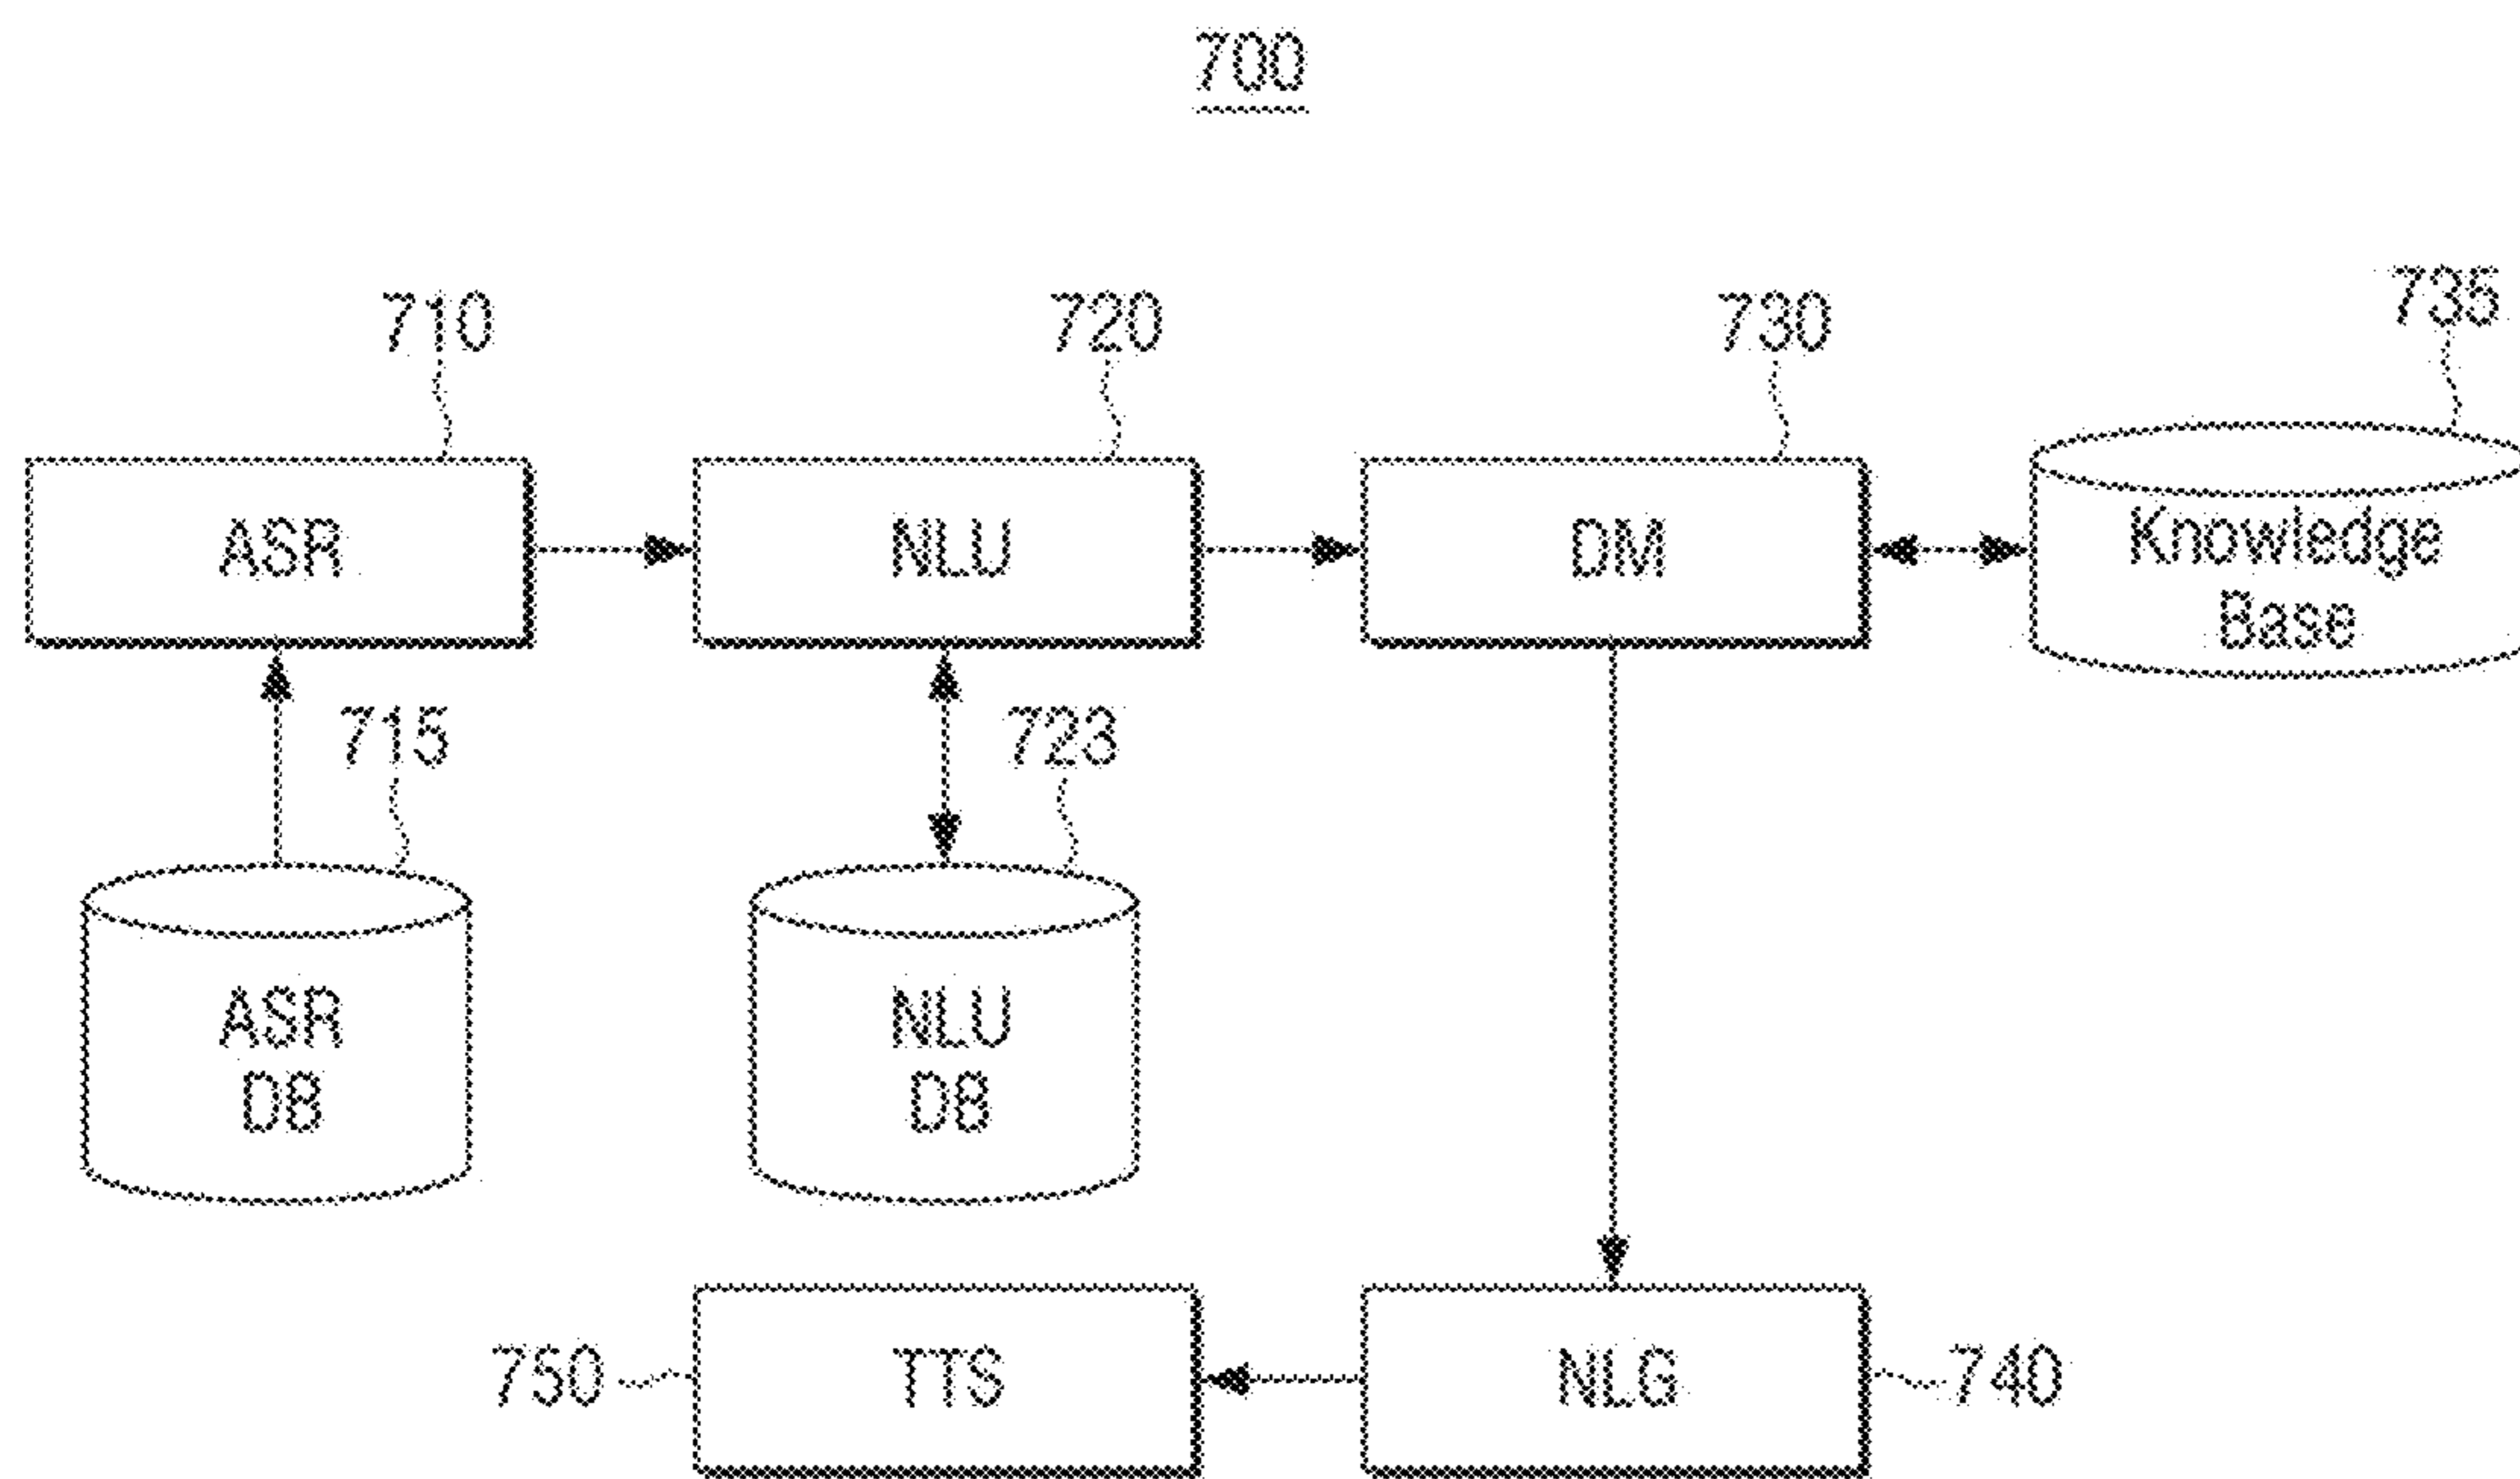 700
710
720
730
735
ASR
NLU
DM
Knowledge
Base
715
723
ASR
DB
NLU
DB
750
TTS
NLG
740